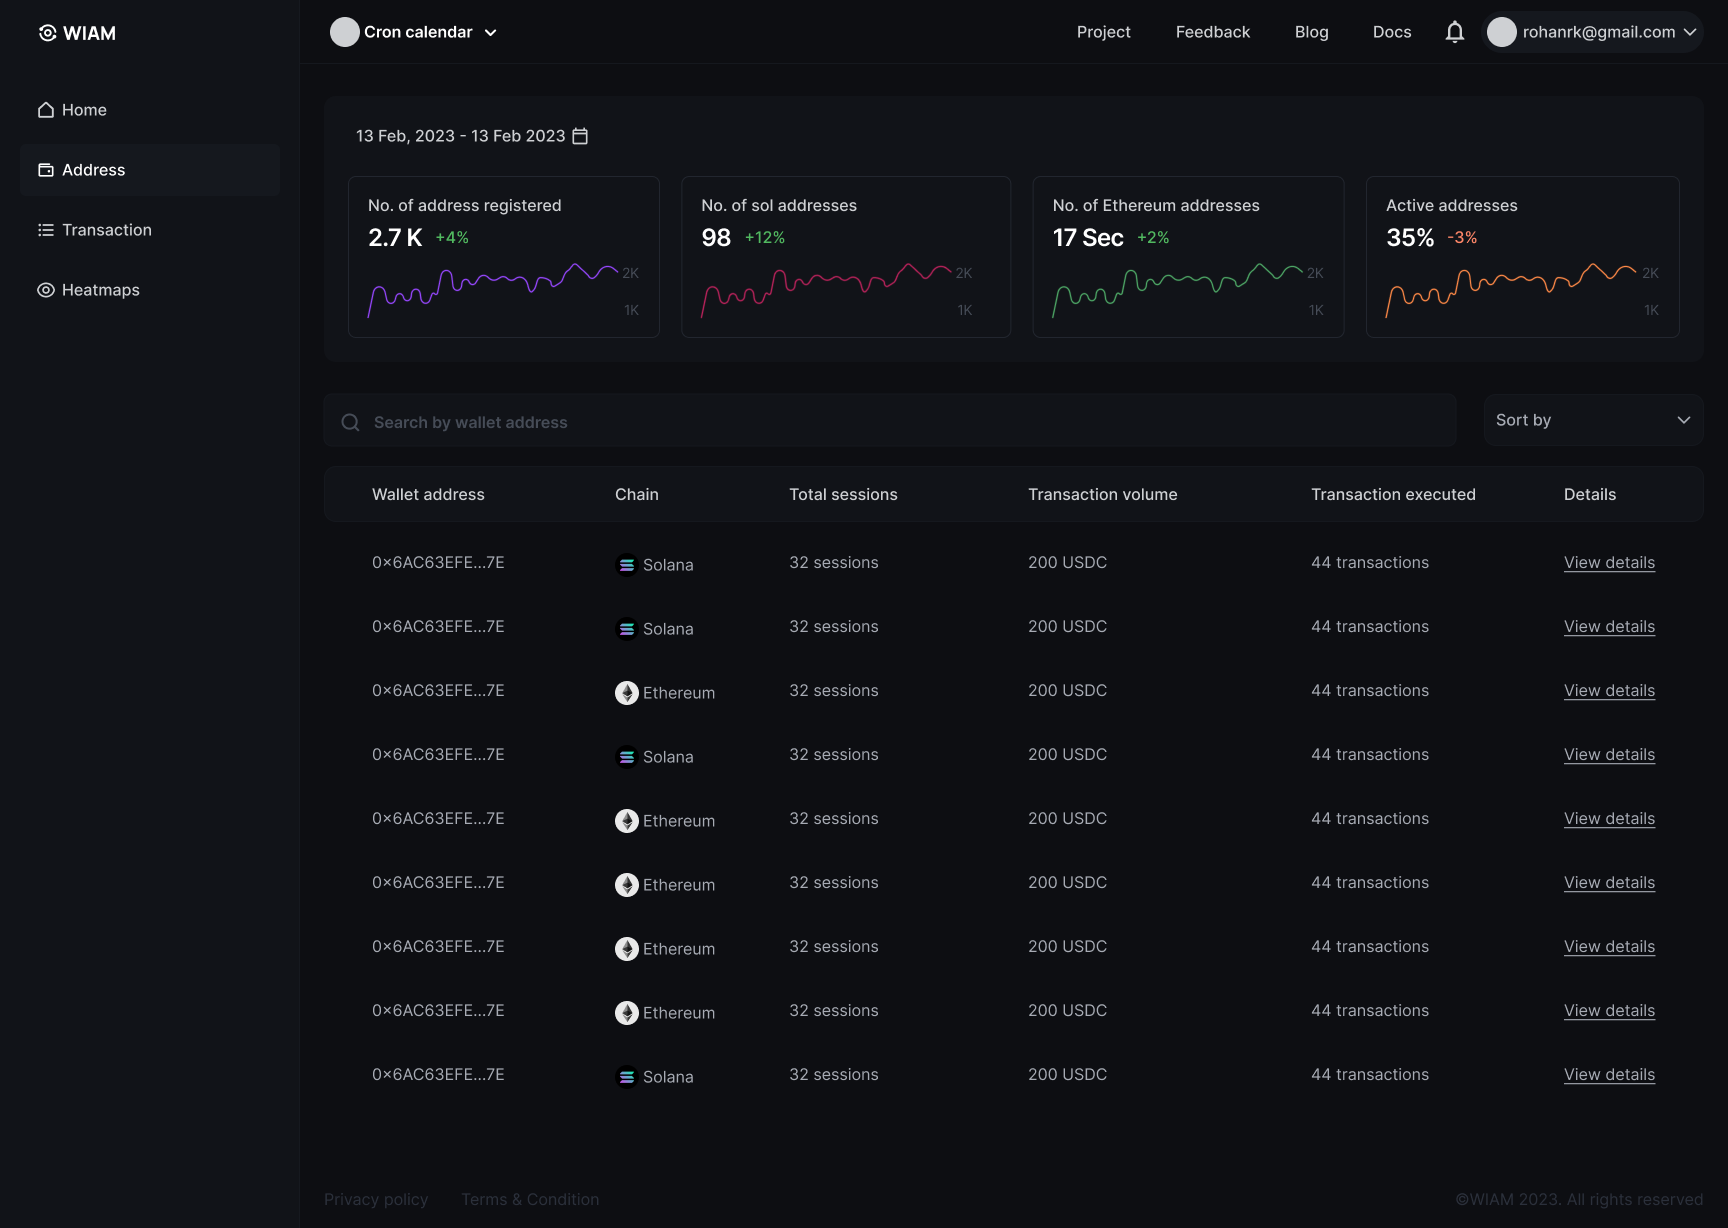 WIAM
Cron calendar
Project
Feedback
Blog
Docs
rohanrk@gmail.com
Home
Address
Transaction
Heatmaps
13 Feb, 2023 - 13 Feb 2023
No. of address registered
2.7 K +4%
2K
1K
No. of sol addresses
98 +12%
2K
1K
No. of Ethereum addresses
17 Sec +2%
2K
1K
Active addresses
35% -3%
2K
1K
Search by wallet address
Sort by
Wallet address Chain Total sessions Transaction volume Transaction executed Details
0×6AC63EFE...7E Solana 32 sessions 200 USDC 44 transactions View details
0×6AC63EFE...7E Solana 32 sessions 200 USDC 44 transactions View details
0×6AC63EFE...7E Ethereum 32 sessions 200 USDC 44 transactions View details
0×6AC63EFE...7E Solana 32 sessions 200 USDC 44 transactions View details
0×6AC63EFE...7E Ethereum 32 sessions 200 USDC 44 transactions View details
0×6AC63EFE...7E Ethereum 32 sessions 200 USDC 44 transactions View details
0×6AC63EFE...7E Ethereum 32 sessions 200 USDC 44 transactions View details
0×6AC63EFE...7E Ethereum 32 sessions 200 USDC 44 transactions View details
0×6AC63EFE...7E Solana 32 sessions 200 USDC 44 transactions View details
Privacy policy
Terms & Condition
©WIAM 2023. All rights reserved